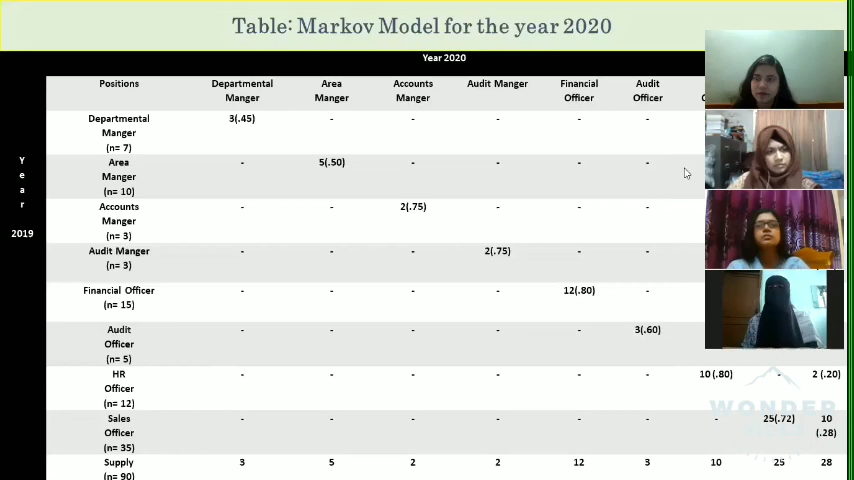 Table: Markov Model for the year 2020
Year 2020
Positions Departmental Manger Area Manger Accounts Manger Audit Manger Financial Officer Audit Officer
Year 2019
Departmental Manger (n= 7) 3(.45) - - - - -
Area Manger (n= 10) - 5(.50) - - - -
Accounts Manger (n= 3) - - 2(.75) - - -
Audit Manger (n= 3) - - - 2(.75) - -
Financial Officer (n= 15) - - - - 12(.80) -
Audit Officer (n= 5) - - - - - 3(.60)
HR Officer (n= 12) - - - - - - 10(.80) - 2(.20)
Sales Officer (n= 35) - - - - - - - 25(.72) 10 (.28)
Supply (n= 90) 3 5 2 2 12 3 10 25 28
WONDER